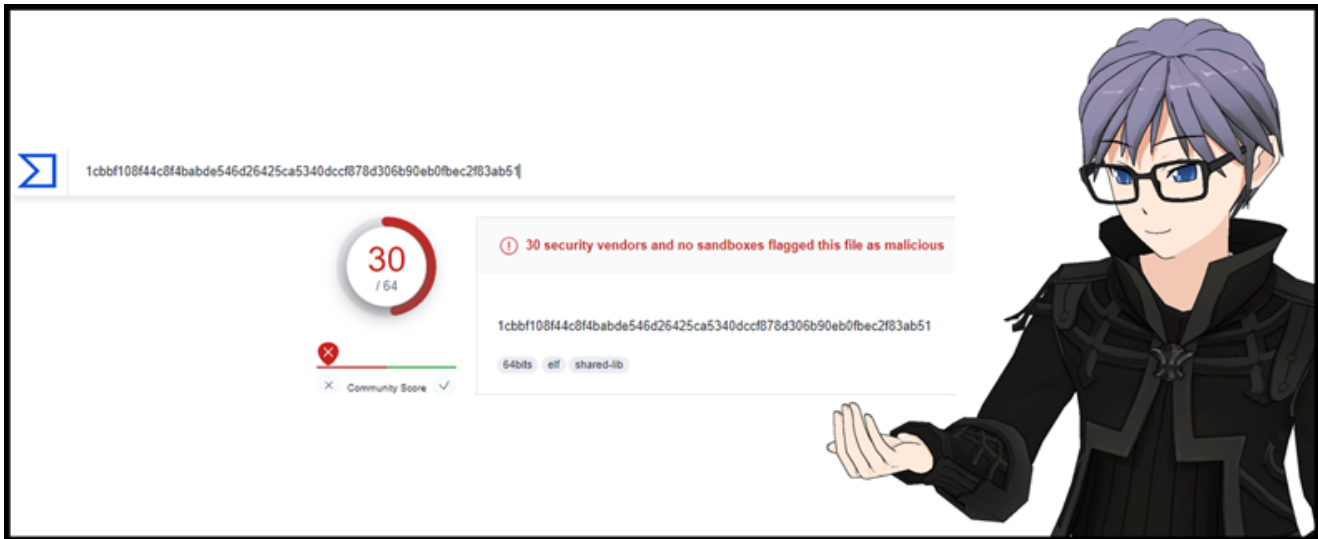 1cbbf108f44c8f4babde546d26425ca5340dccf878d306b90eb0fbec2f83ab51
30
/ 64
30 security vendors and no sandboxes flagged this file as malicious
1cbbf108f44c8f4babde546d26425ca5340dccf878d306b90eb0fbec2f83ab51
64bits elf shared-lib
Community Score